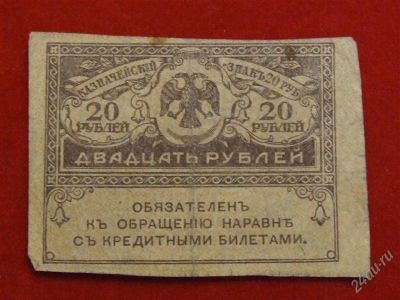 КАЗНАЧЕЙСКІЙ ЗНАКЪ 20 РУБ.
20 20
РУБЛЕЙ РУБЛЕЙ
ДВАДЦАТЬ РУБЛЕЙ
ОБЯЗАТЕЛЕНЪ
КЪ ОБРАЩЕНІЮ НАРАВНѢ
СЪ КРЕДИТНЫМИ БИЛЕТАМИ.
24au.ru